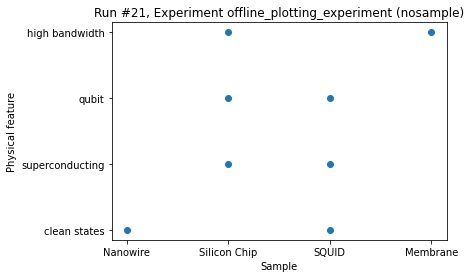 Run #21, Experiment offline_plotting_experiment (nosample)
high bandwidth
qubit
superconducting
clean states
Physical feature
Nanowire
Silicon Chip
SQUID
Membrane
Sample